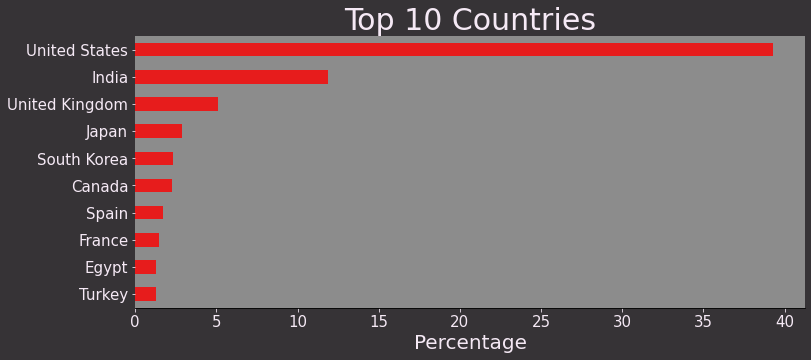 Top 10 Countries
United States
India
United Kingdom
Japan
South Korea
Canada
Spain
France
Egypt
Turkey
0 5 10 15 20 25 30 35 40
Percentage